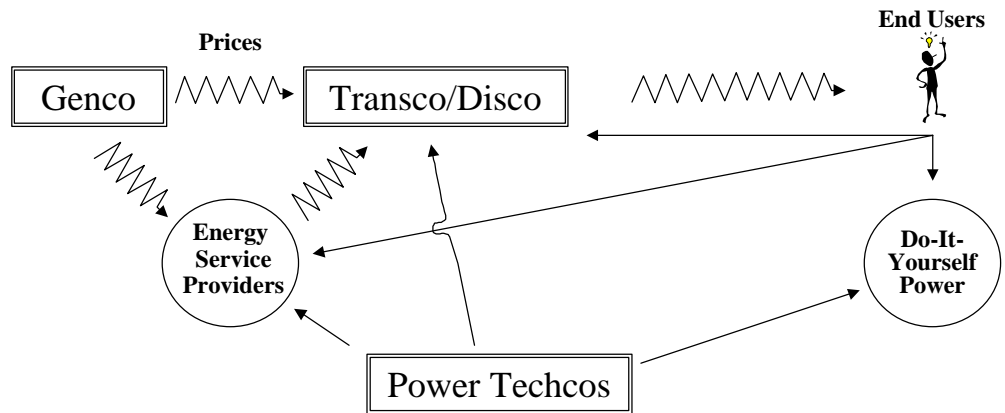 End Users
Prices
Genco
Transco/Disco
Energy
Service
Providers
Do-It-
Yourself
Power
Power Techcos